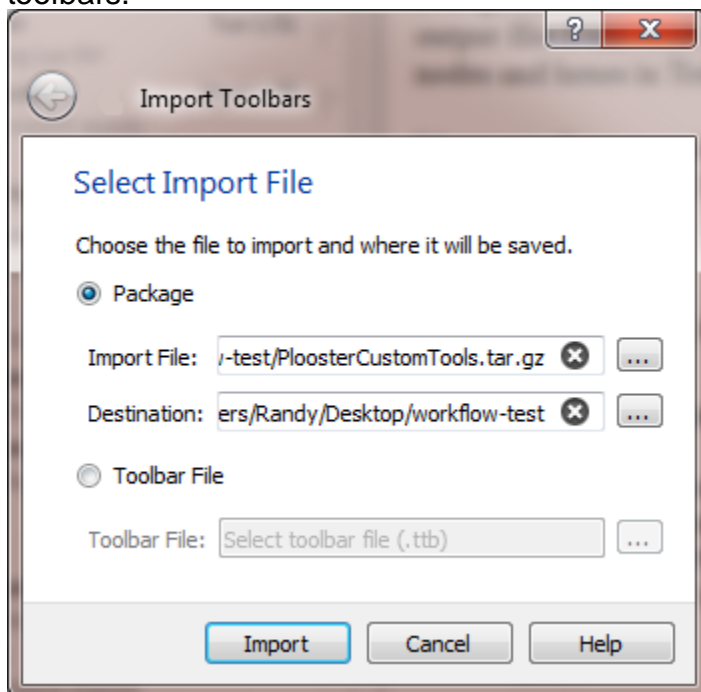 toolbars.
Import Toolbars
Select Import File
Choose the file to import and where it will be saved.
Package
Import File: -test/PloosterCustomTools.tar.gz ...
Destination: ers/Randy/Desktop/workflow-test ...
Toolbar File
Toolbar File: Select toolbar file (.ttb) ...
Import Cancel Help